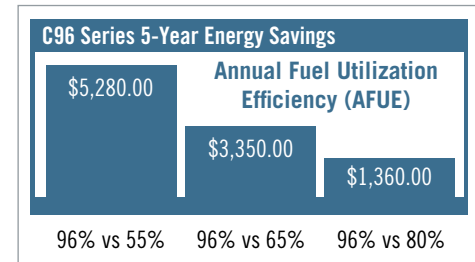 C96 Series 5-Year Energy Savings
Annual Fuel Utilization
Efficiency (AFUE)
$5,280.00
$3,350.00
$1,360.00
96% vs 55% 96% vs 65% 96% vs 80%